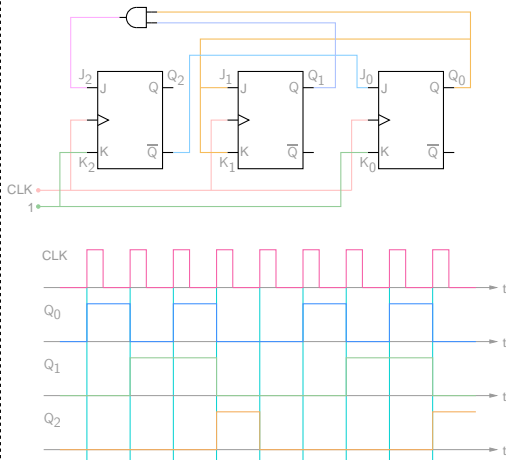 J2 Q2 J1 Q1 J0 Q0
J Q J Q J Q
K Q̅ K Q̅ K Q̅
K2 K1 K0
CLK
1
CLK
t
Q0
t
Q1
t
Q2
t